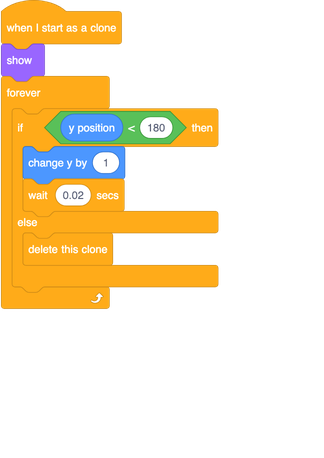 when I start as a clone
show
forever
if y position < 180 then
change y by 1
wait 0.02 secs
else
delete this clone